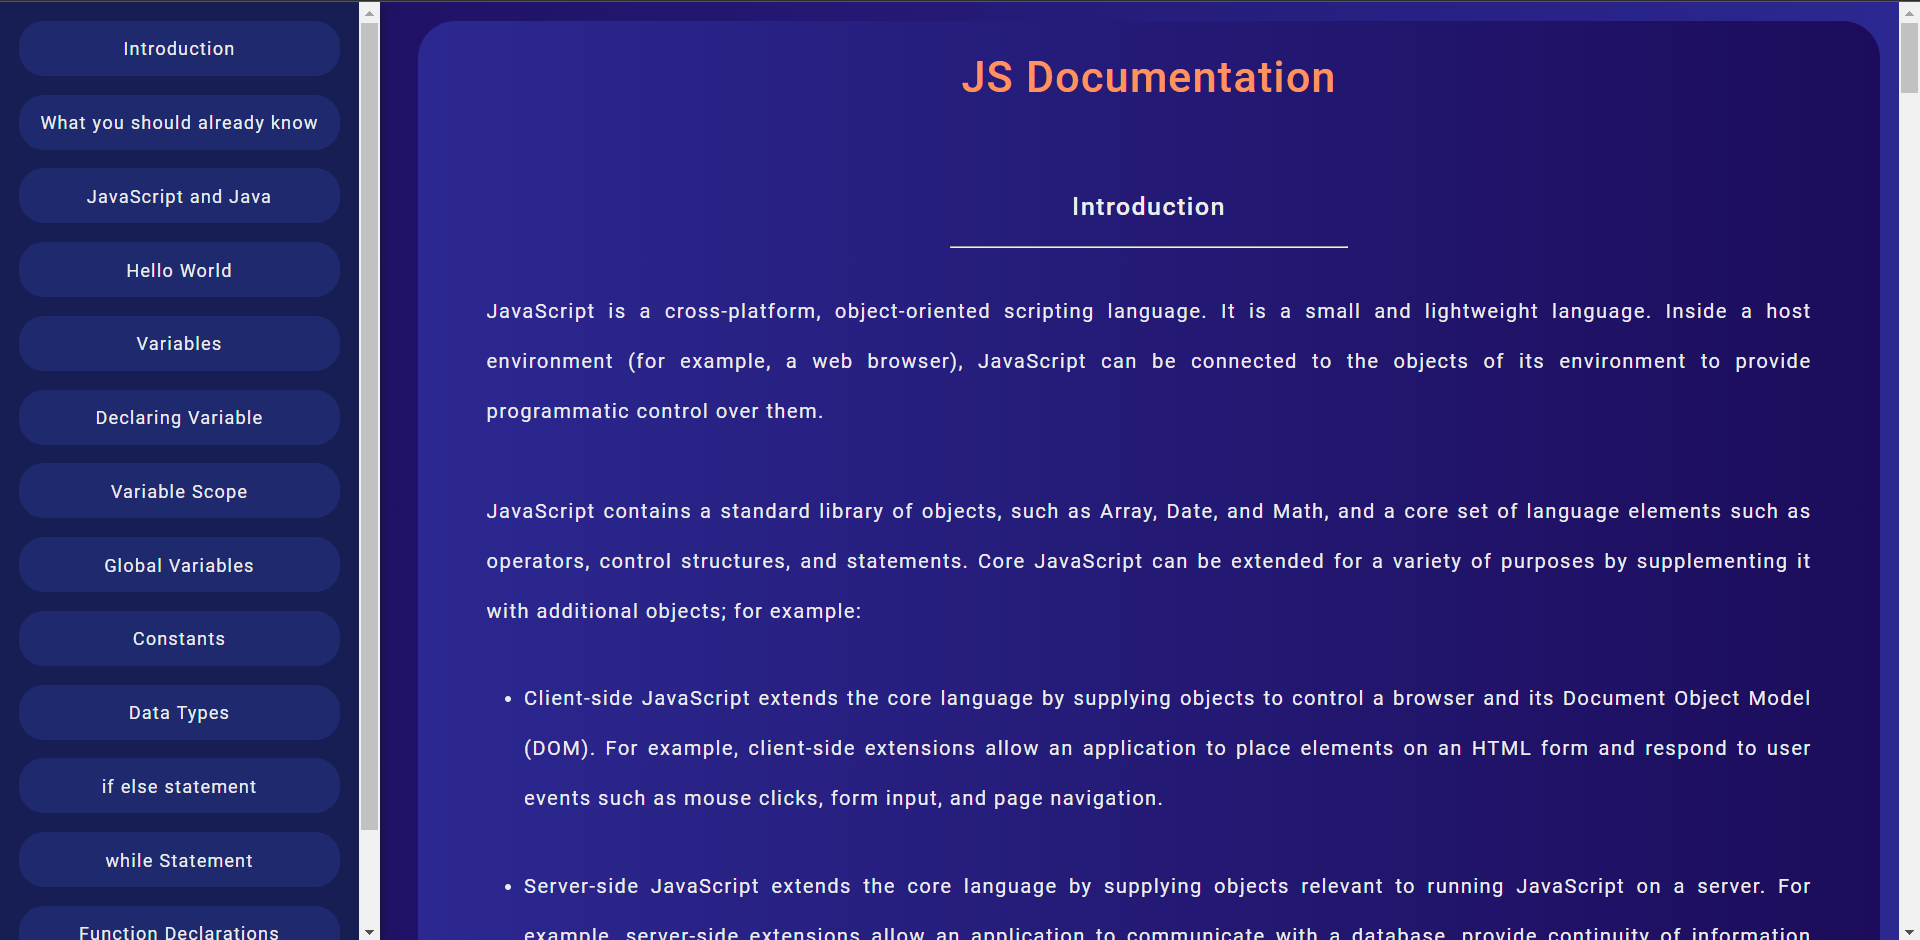 Introduction
What you should already know
JavaScript and Java
Hello World
Variables
Declaring Variable
Variable Scope
Global Variables
Constants
Data Types
if else statement
while Statement
Function Declarations
JS Documentation
Introduction
JavaScript is a cross-platform, object-oriented scripting language. It is a small and lightweight language. Inside a host
environment (for example, a web browser), JavaScript can be connected to the objects of its environment to provide
programmatic control over them.
JavaScript contains a standard library of objects, such as Array, Date, and Math, and a core set of language elements such as
operators, control structures, and statements. Core JavaScript can be extended for a variety of purposes by supplementing it
with additional objects; for example:
• Client-side JavaScript extends the core language by supplying objects to control a browser and its Document Object Model
(DOM). For example, client-side extensions allow an application to place elements on an HTML form and respond to user
events such as mouse clicks, form input, and page navigation.
• Server-side JavaScript extends the core language by supplying objects relevant to running JavaScript on a server. For
example, server-side extensions allow an application to communicate with a database, provide continuity of information